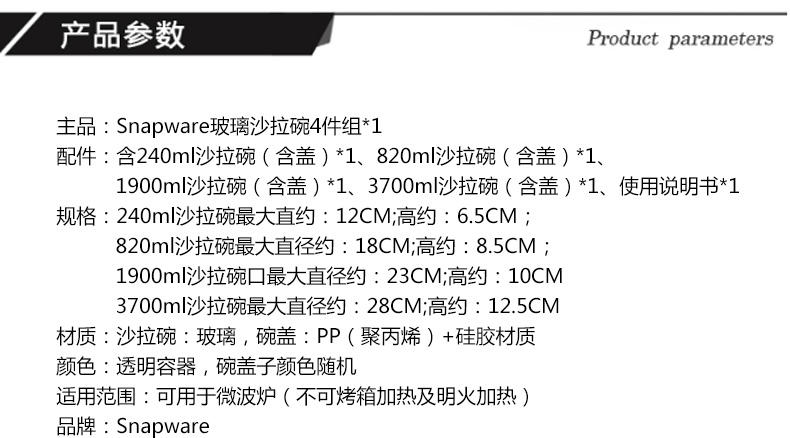 产品参数
Product parameters
主品：Snapware玻璃沙拉碗4件组*1
配件：含240ml沙拉碗（含盖）*1、820ml沙拉碗（含盖）*1、
1900ml沙拉碗（含盖）*1、3700ml沙拉碗（含盖）*1、使用说明书*1
规格：240ml沙拉碗最大直约：12CM;高约：6.5CM；
820ml沙拉碗最大直径约：18CM;高约：8.5CM；
1900ml沙拉碗口最大直径约：23CM;高约：10CM
3700ml沙拉碗最大直径约：28CM;高约：12.5CM
材质：沙拉碗：玻璃，碗盖：PP（聚丙烯）+硅胶材质
颜色：透明容器，碗盖子颜色随机
适用范围：可用于微波炉（不可烤箱加热及明火加热）
品牌：Snapware